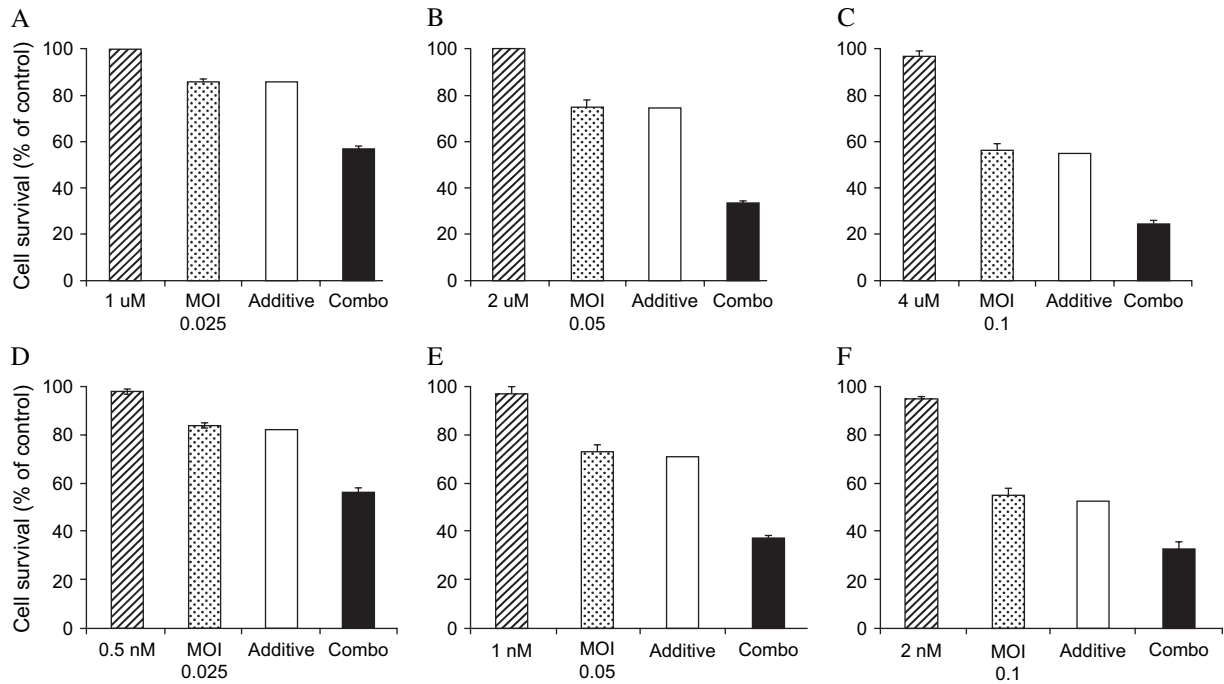 A
Cell survival (% of control)
100
80
60
40
20
0
1 uM MOI 0.025 Additive Combo
B
100
80
60
40
20
0
2 uM MOI 0.05 Additive Combo
C
100
80
60
40
20
0
4 uM MOI 0.1 Additive Combo
D
Cell survival (% of control)
100
80
60
40
20
0
0.5 nM MOI 0.025 Additive Combo
E
100
80
60
40
20
0
1 nM MOI 0.05 Additive Combo
F
100
80
60
40
20
0
2 nM MOI 0.1 Additive Combo